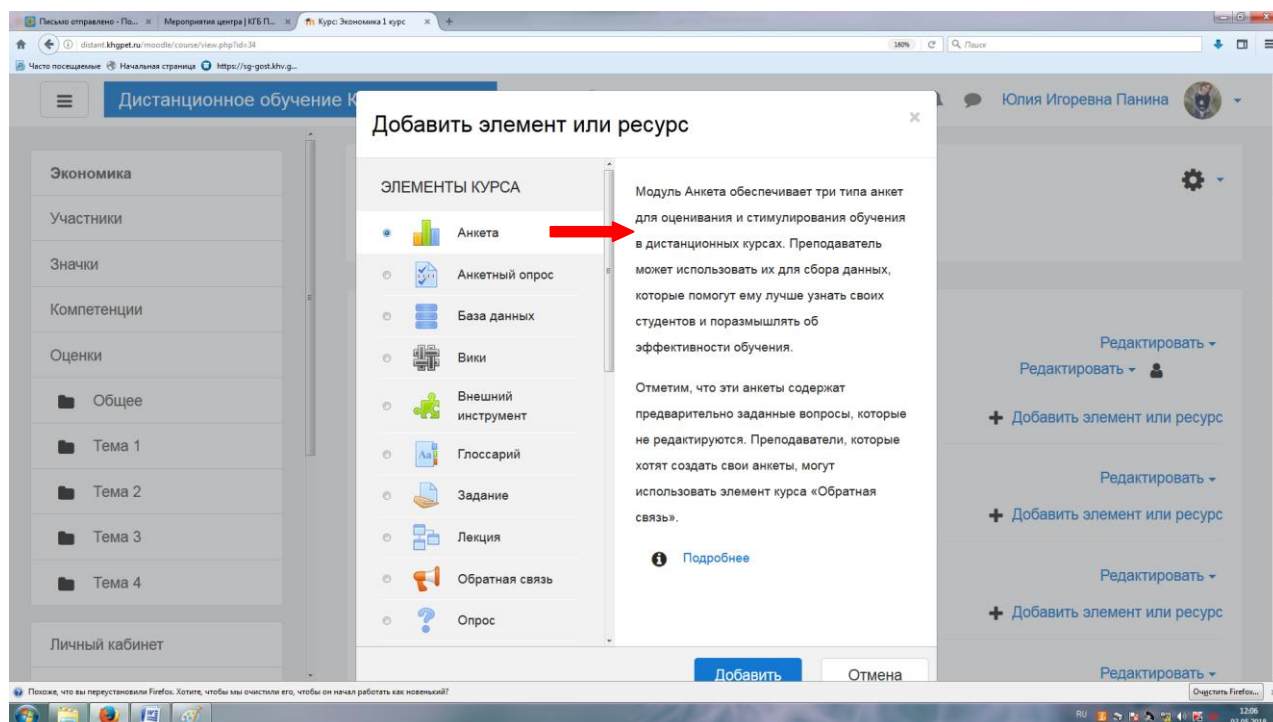 Письмо отправлено - По...
Мероприятия центра | КГБ П...
Курс: Экономика 1 курс
distant.khgpet.ru/moodle/course/view.php?id=34
160%
Поиск
Часто посещаемые
Начальная страница
https://sg-gost.khv.g...
Дистанционное обучение К
Юлия Игоревна Панина
Экономика
Участники
Значки
Компетенции
Оценки
Общее
Тема 1
Тема 2
Тема 3
Тема 4
Личный кабинет
Добавить элемент или ресурс
ЭЛЕМЕНТЫ КУРСА
Анкета
Анкетный опрос
База данных
Вики
Внешний
инструмент
Глоссарий
Задание
Лекция
Обратная связь
Опрос
Модуль Анкета обеспечивает три типа анкет
для оценивания и стимулирования обучения
в дистанционных курсах. Преподаватель
может использовать их для сбора данных,
которые помогут ему лучше узнать своих
студентов и поразмышлять об
эффективности обучения.
Отметим, что эти анкеты содержат
предварительно заданные вопросы, которые
не редактируются. Преподаватели, которые
хотят создать свои анкеты, могут
использовать элемент курса «Обратная
связь».
Подробнее
Добавить
Отмена
Редактировать
Редактировать
Добавить элемент или ресурс
Редактировать
Добавить элемент или ресурс
Редактировать
Добавить элемент или ресурс
Редактировать
Похоже, что вы переустановили Firefox. Хотите, чтобы мы очистили его, чтобы он начал работать как новенький?
Очистить Firefox...
RU
12:06